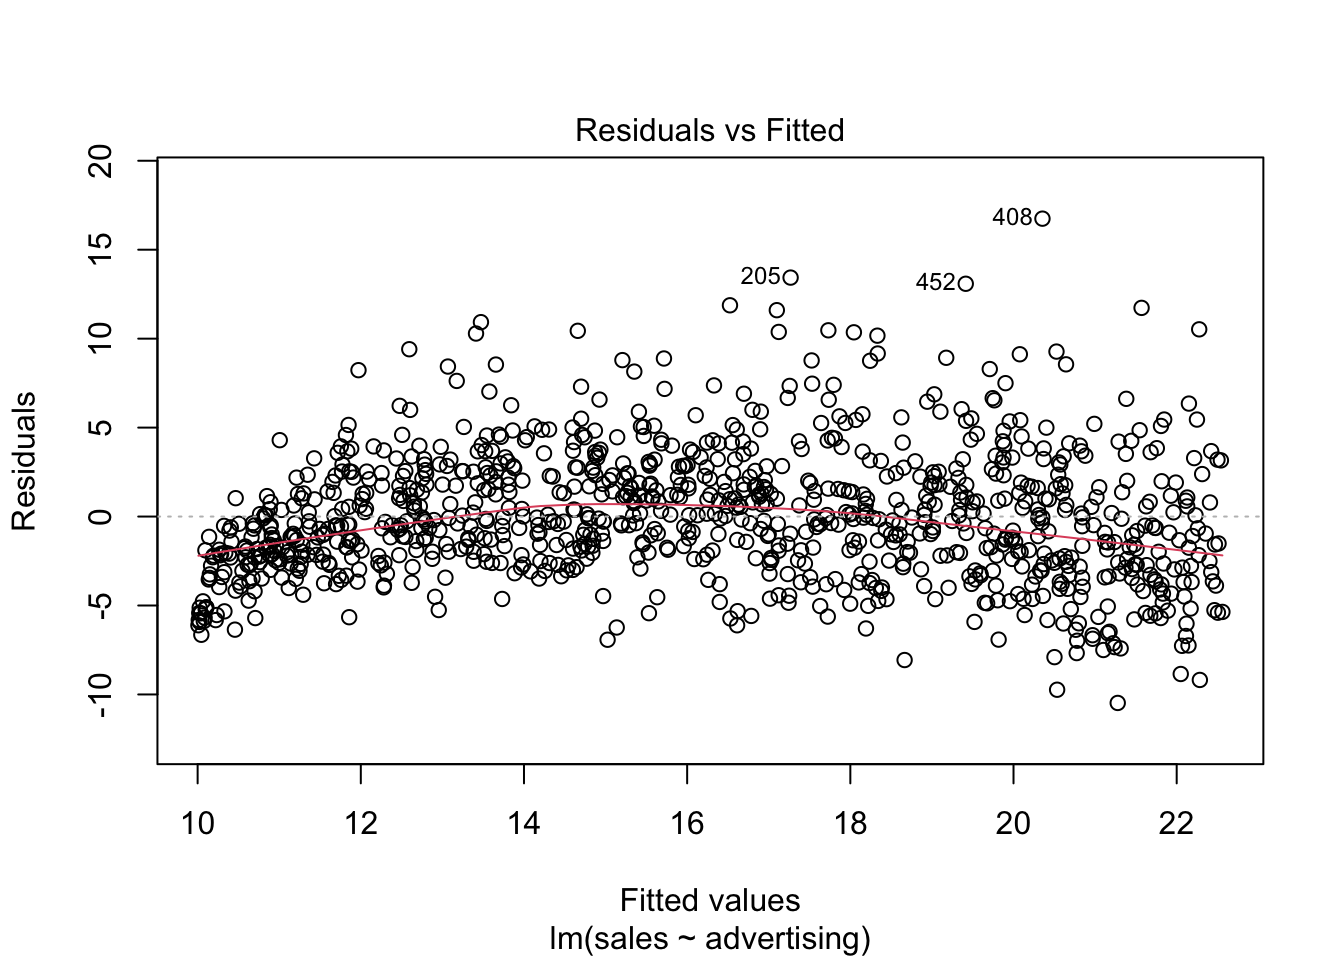 Residuals vs Fitted
20
15
10
5
0
-5
-10
Residuals
408
205
452
10 12 14 16 18 20 22
Fitted values
lm(sales ~ advertising)